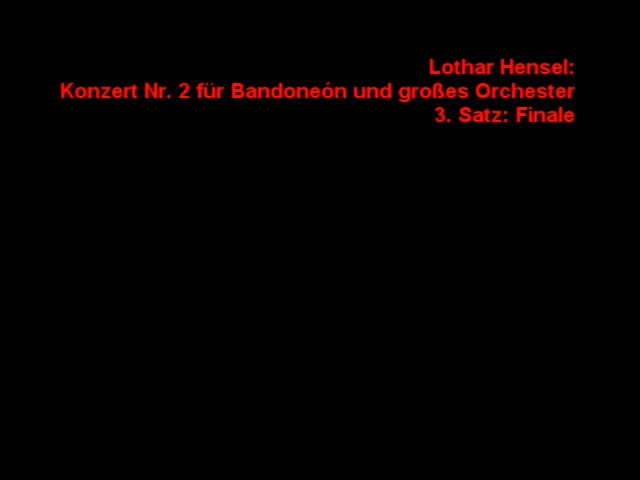 Lothar Hensel:
Konzert Nr. 2 für Bandoneón und großes Orchester
3. Satz: Finale